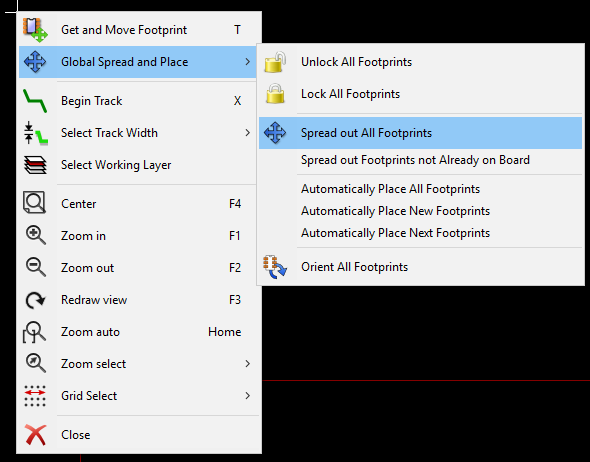 Get and Move Footprint T
Global Spread and Place
Begin Track X
Select Track Width
Select Working Layer
Center F4
Zoom in F1
Zoom out F2
Redraw view F3
Zoom auto Home
Zoom select
Grid Select
Close
Unlock All Footprints
Lock All Footprints
Spread out All Footprints
Spread out Footprints not Already on Board
Automatically Place All Footprints
Automatically Place New Footprints
Automatically Place Next Footprints
Orient All Footprints